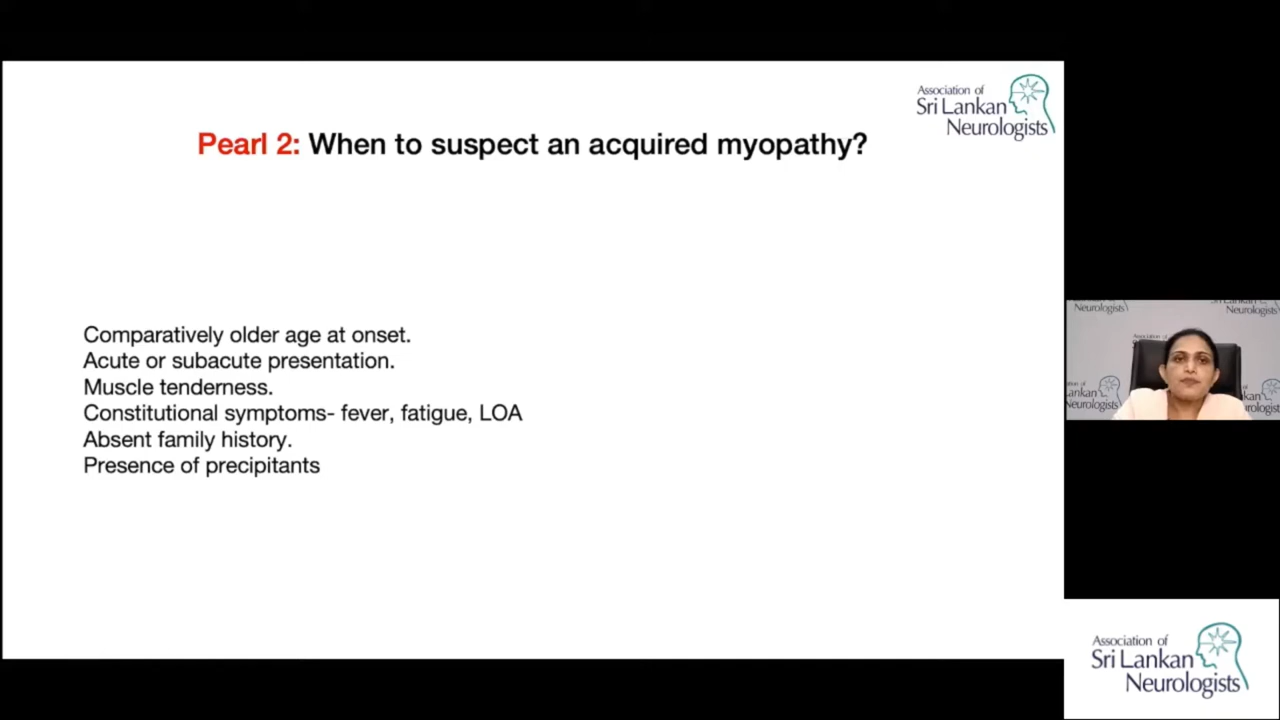 Association of
Sri Lankan
Neurologists
Pearl 2: When to suspect an acquired myopathy?
Comparatively older age at onset.
Acute or subacute presentation.
Muscle tenderness.
Constitutional symptoms- fever, fatigue, LOA
Absent family history.
Presence of precipitants
Neurologists
Neurologists
Association of
Association of
Sri Lankan
Neurologists